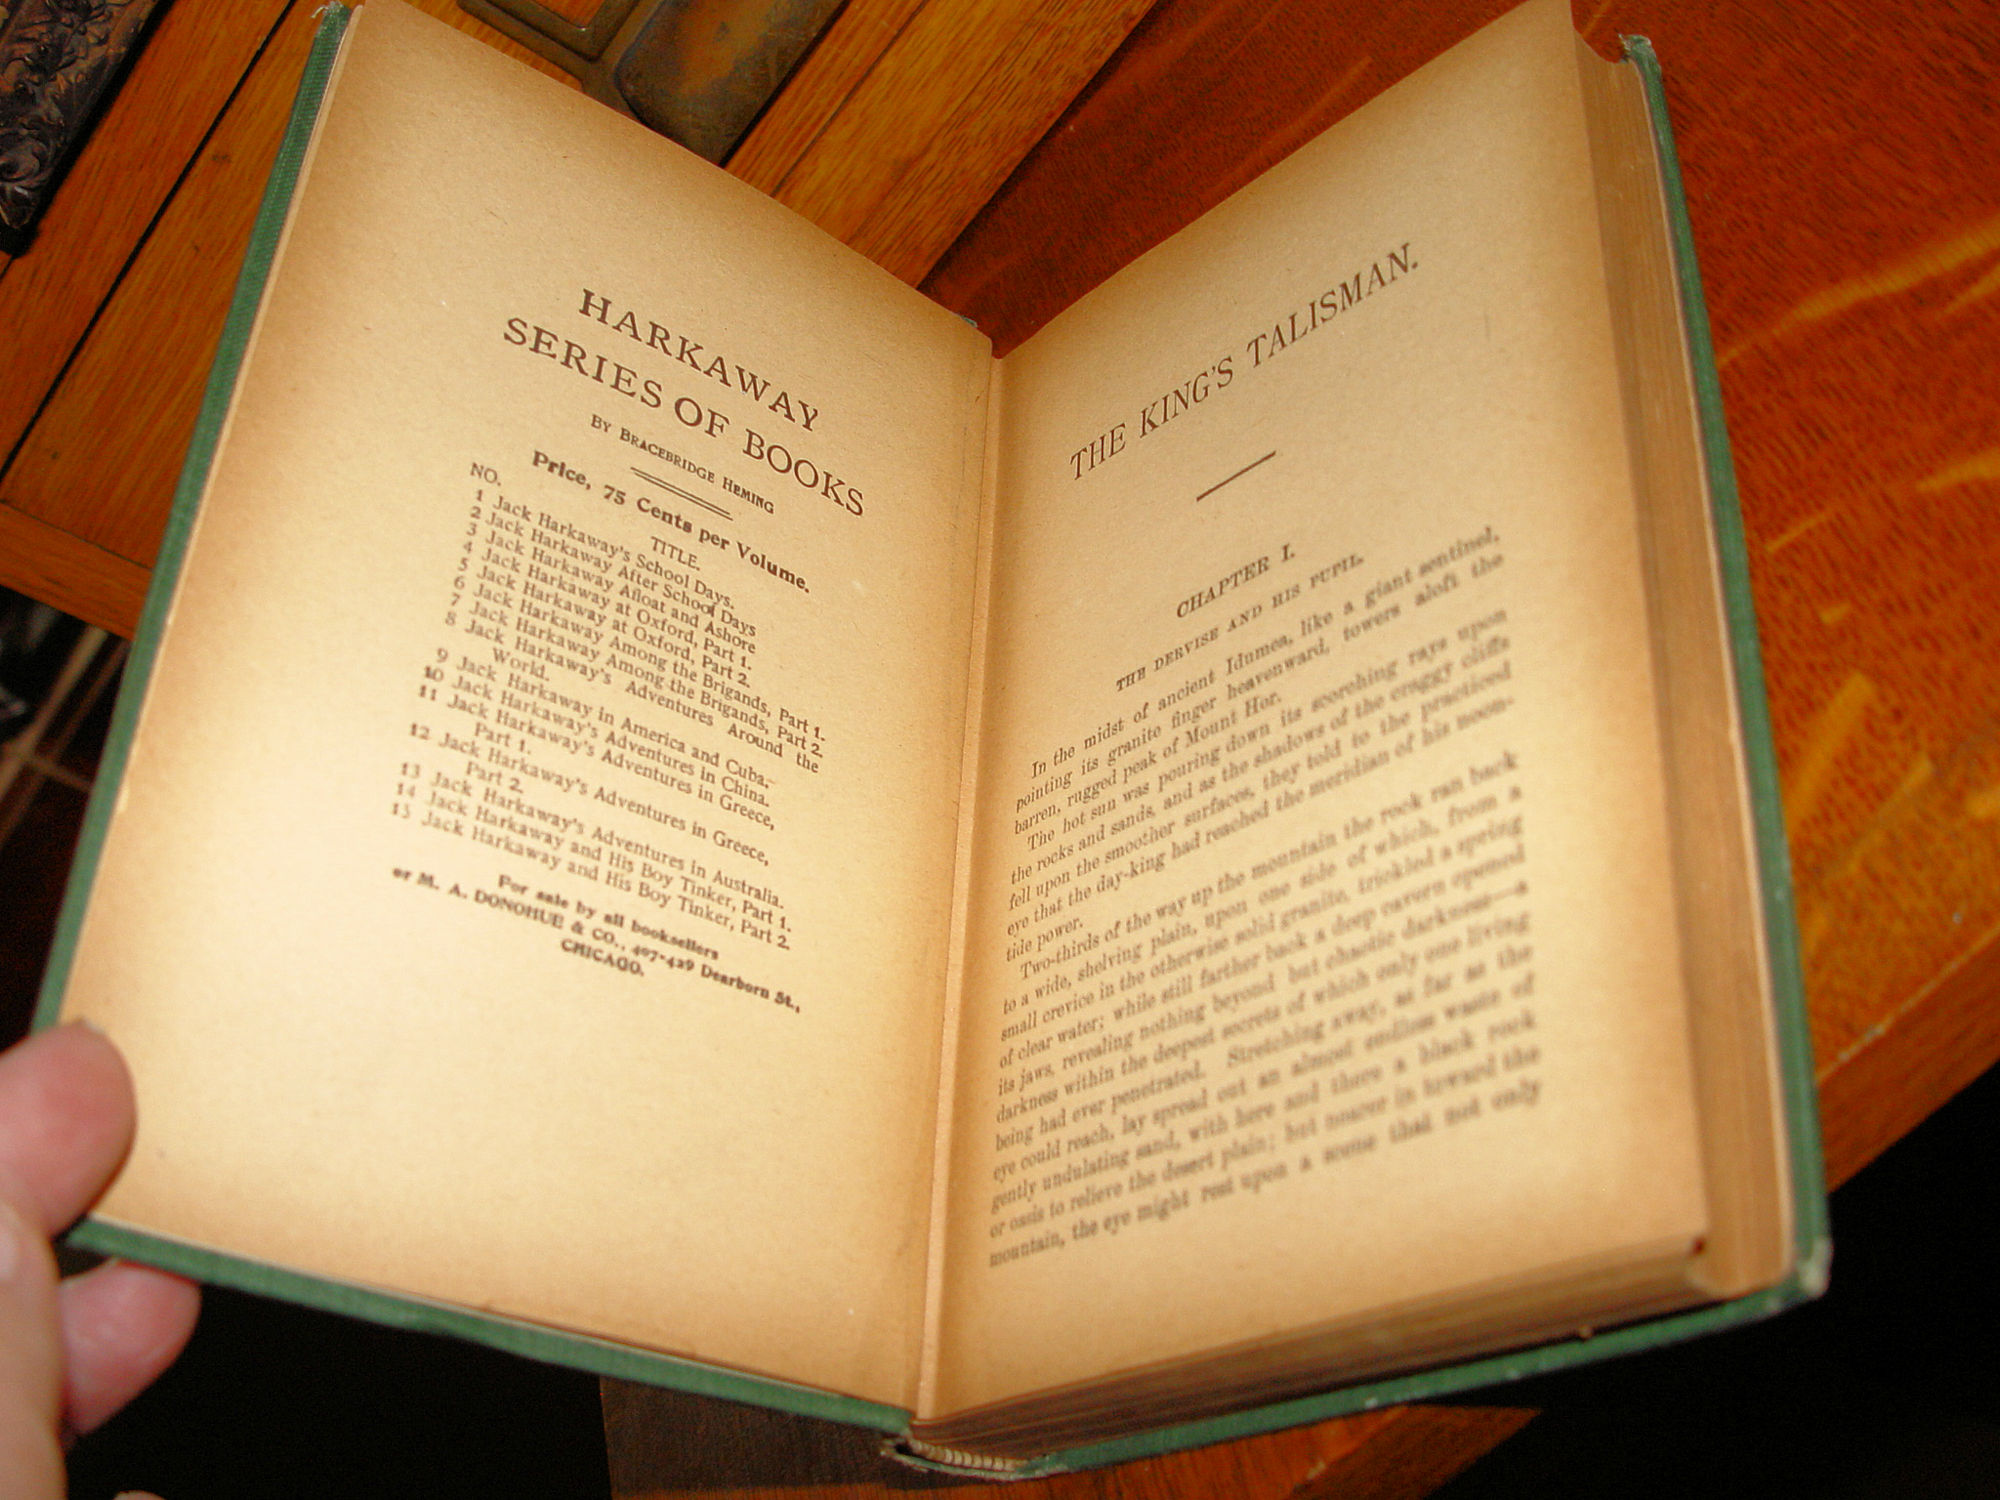 HARKAWAY
SERIES OF BOOKS
BY BRACEBRIDGE HEMING
Price, 75 Cents per Volume.
NO. TITLE.
1 Jack Harkaway's School Days.
2 Jack Harkaway After School Days
3 Jack Harkaway Afloat and Ashore
4 Jack Harkaway at Oxford, Part 1.
5 Jack Harkaway at Oxford, Part 2.
6 Jack Harkaway Among the Brigands, Part 1.
7 Jack Harkaway Among the Brigands, Part 2.
8 Jack Harkaway's Adventures Around the
World.
9 Jack Harkaway in America and Cuba.
10 Jack Harkaway's Adventures in China.
11 Jack Harkaway's Adventures in Greece,
Part 1.
12 Jack Harkaway's Adventures in Greece,
Part 2.
13 Jack Harkaway's Adventures in Australia.
14 Jack Harkaway and His Boy Tinker, Part 1.
15 Jack Harkaway and His Boy Tinker, Part 2.
For sale by all booksellers
or M. A. DONOHUE & CO., 407-429 Dearborn St.,
CHICAGO.
THE KING'S TALISMAN.
CHAPTER I.
THE DERVISE AND HIS PUPIL.
In the midst of ancient Idumea, like a giant sentinel,
pointing its granite finger heavenward, towers aloft the
barren, rugged peak of Mount Hor.
The hot sun was pouring down its scorching rays upon
the rocks and sands, and as the shadows of the craggy cliffs
fell upon the smoother surfaces, they told to the practiced
eye that the day-king had reached the meridian of his noon-
tide power.
Two-thirds of the way up the mountain the rock ran back
to a wide, shelving plain, upon one side of which, from a
small crevice in the otherwise solid granite, trickled a spring
of clear water; while still farther back a deep cavern opened
its jaws, revealing nothing beyond but chaotic darkness—a
darkness within the deepest secrets of which only one living
being had ever penetrated. Stretching away, as far as the
eye could reach, lay spread out an almost endless waste of
gently undulating sand, with here and there a black rock
or oasis to relieve the desert plain; but nearer in toward the
mountain, the eye might rest upon a scene that not only